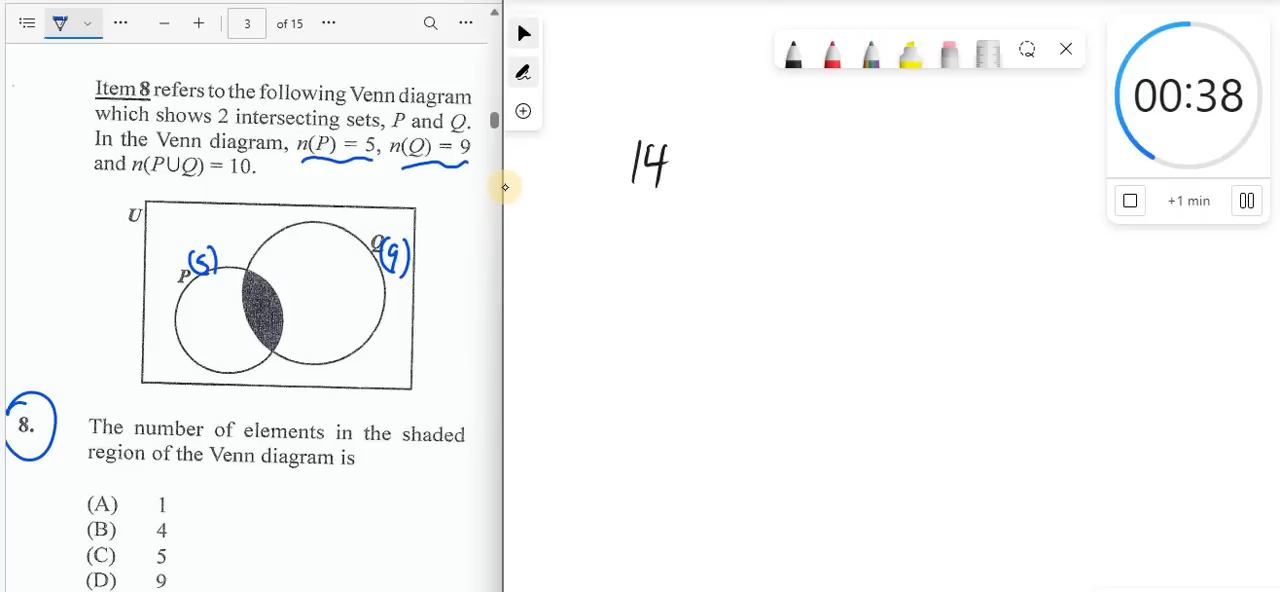 3 of 15
00:38
+1 min
Item 8 refers to the following Venn diagram
which shows 2 intersecting sets, P and Q.
In the Venn diagram, n(P) = 5, n(Q) = 9
and n(P∪Q) = 10.
14
U
P (5)
Q (9)
8. The number of elements in the shaded
region of the Venn diagram is
(A) 1
(B) 4
(C) 5
(D) 9